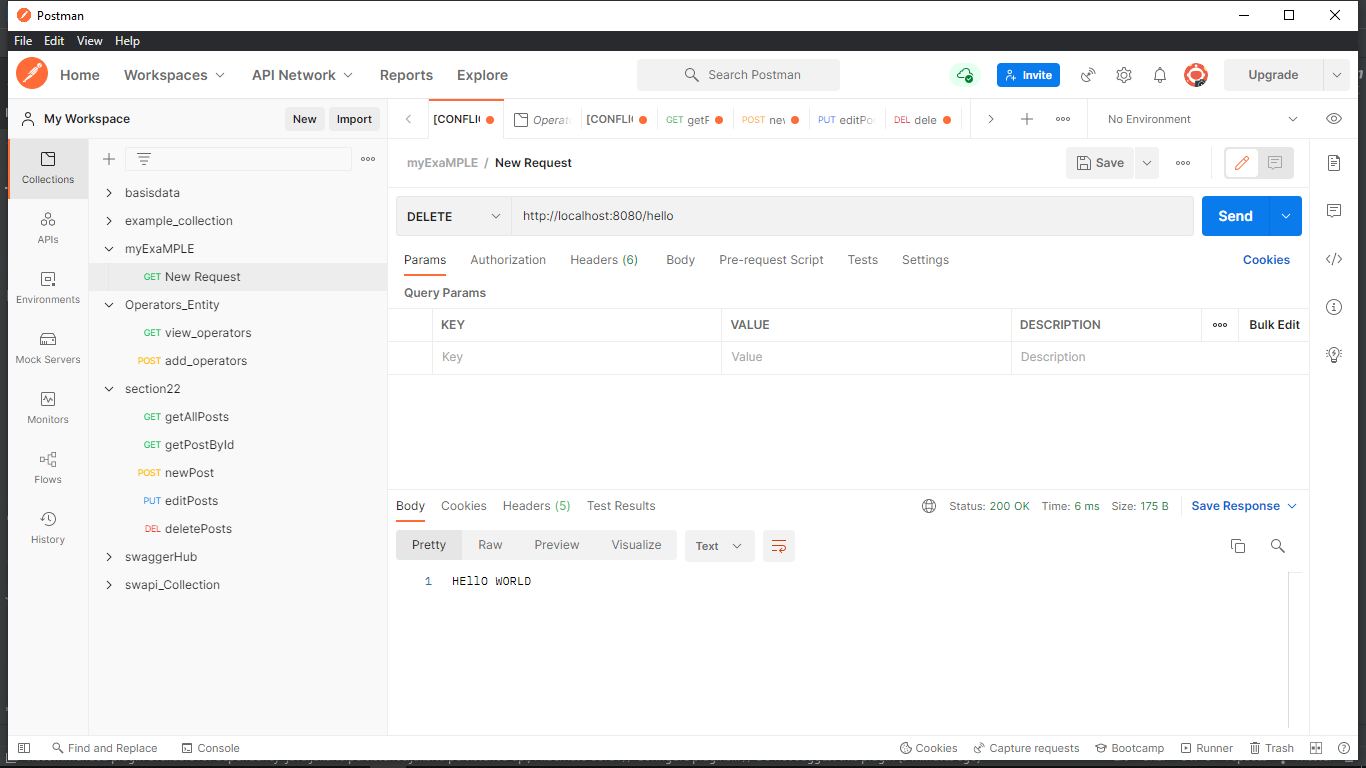 Postman
File Edit View Help
Home Workspaces API Network Reports Explore Search Postman Invite Upgrade
My Workspace New Import [CONFLI Operato [CONFLI GET getP POST nev PUT editPo DEL dele No Environment
Collections
APIs
Environments
Mock Servers
Monitors
Flows
History
basisdata
example_collection
myExaMPLE
GET New Request
Operators_Entity
GET view_operators
POST add_operators
section22
GET getAllPosts
GET getPostById
POST newPost
PUT editPosts
DEL deletePosts
swaggerHub
swapi_Collection
myExaMPLE / New Request Save
DELETE http://localhost:8080/hello Send
Params Authorization Headers (6) Body Pre-request Script Tests Settings Cookies
Query Params
KEY VALUE DESCRIPTION Bulk Edit
Key Value Description
Body Cookies Headers (5) Test Results Status: 200 OK Time: 6 ms Size: 175 B Save Response
Pretty Raw Preview Visualize Text
1 HEllO WORLD
Find and Replace Console Cookies Capture requests Bootcamp Runner Trash